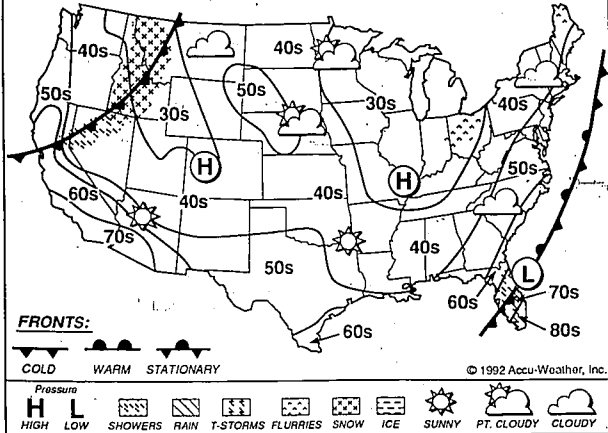 40s
40s
50s
50s
30s
30s
40s
H
H
50s
60s
40s
40s
70s
40s
50s
L
60s
70s
80s
60s
FRONTS:
COLD WARM STATIONARY
© 1992 Accu-Weather, Inc.
Pressure
H L
HIGH LOW SHOWERS RAIN T-STORMS FLURRIES SNOW ICE SUNNY PT. CLOUDY CLOUDY